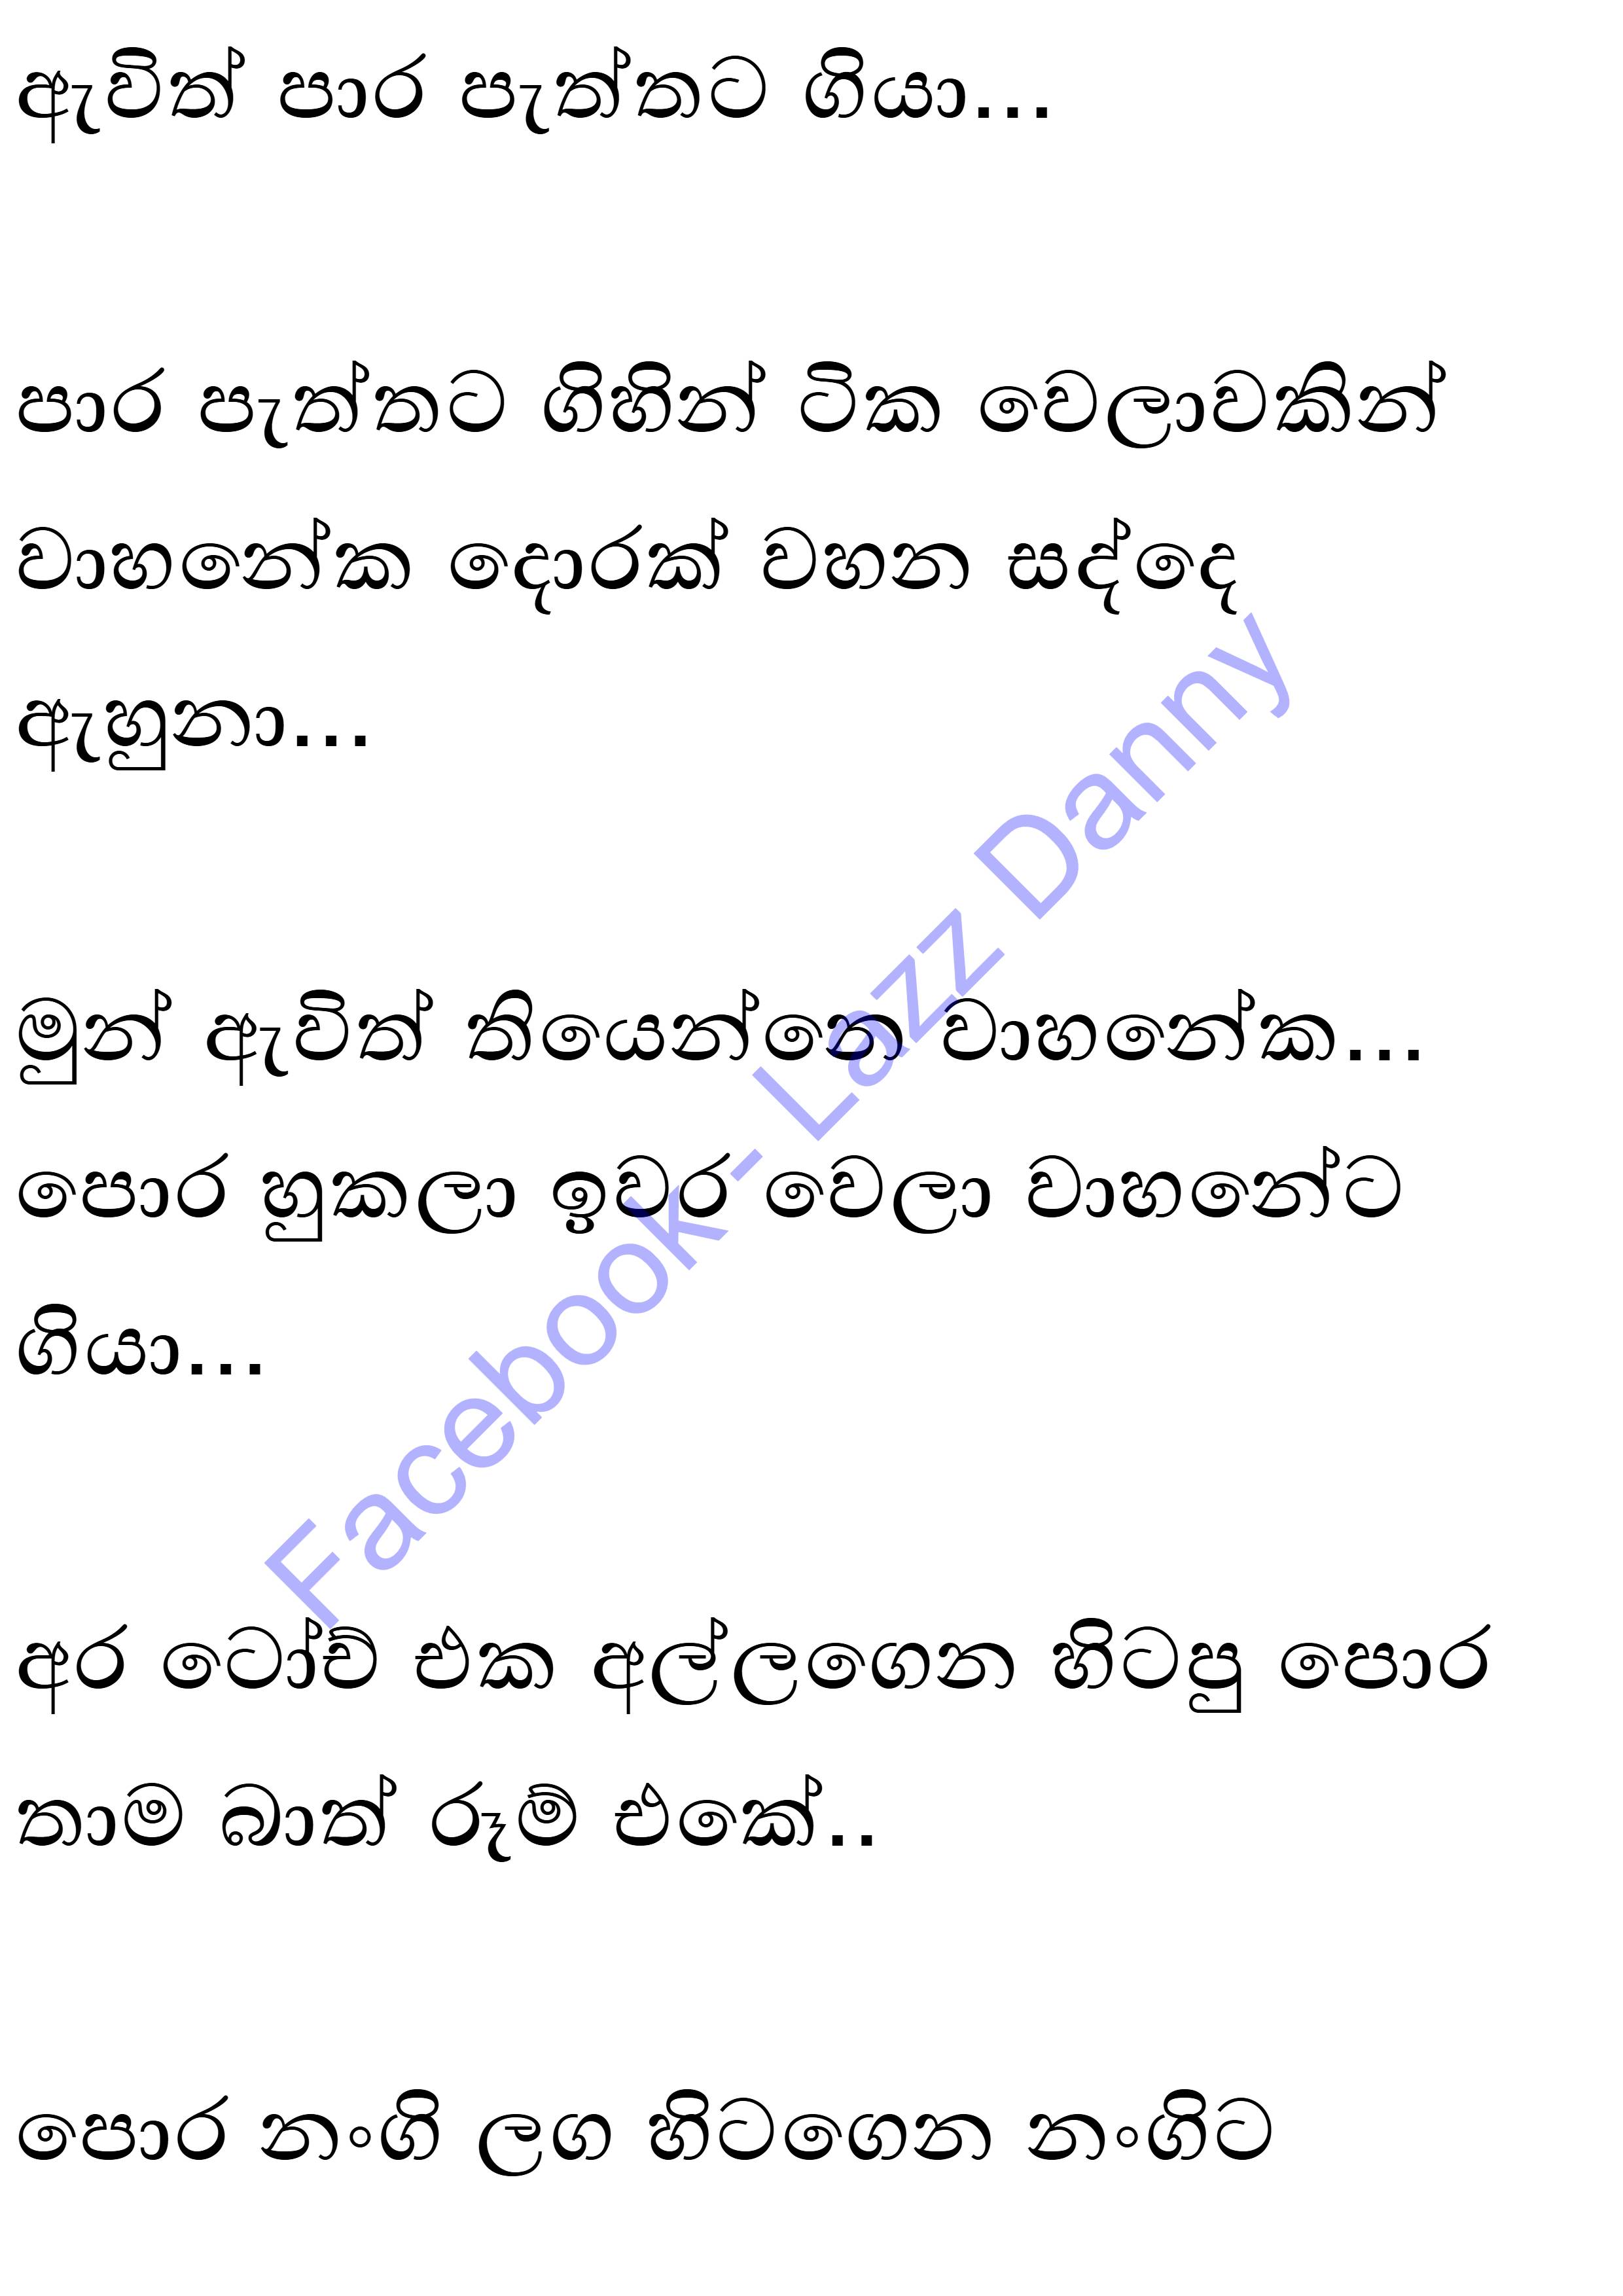 ඇවිත් පාර පැත්තට ගියා...
පාර පැත්තට ගිහින් ටික වෙලාවකින්
වාහනේක දොරක් වහන සද්දෙ
ඇහුනා...
මුන් ඇවිත් තියෙන්නෙ වාහනේක...
පොර හුකලා ඉවර වෙලා වාහනේට
ගියා...
අර ටෝච් එක අල්ලගෙන හිටපු පොර
තාම බාත් රූම් එකේ..
පොර නංගි ලග හිටගෙන නංගිට
Facebook- Lazz Danny